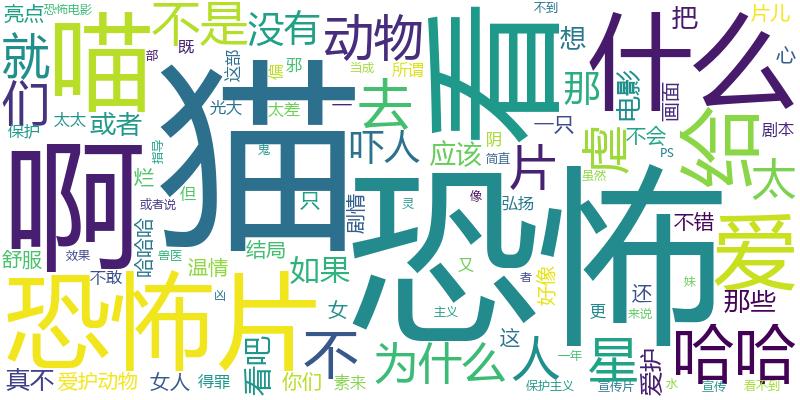 亮点
恐怖电影
喵
不是
没有
动物
看
不到
什么
把
片儿
想
心
就
部
既
这部
偏
邪
当成
所谓
那
电影
画面
们
猫
去
保护
太太
或者
光大
太差
一
吓人
应该
阴
一只
虐
不会
给
剧本
啊
指导
鬼
片
简直
PS
太
烂
但
虽然
或者说
只
剧情
恐怖
像
灵
弘扬
爱
不错
哈哈哈
舒服
效果
兽医
结局
温情
如果
又
者
好像
不敢
凶
妹
还
那些
恐怖片
女
不
主义
这
更
来说
为什么
人
星
爱护
哈哈
真不
爱护动物
女人
得罪
看吧
你们
素来
一年
保护主义
宣传片
水
宣传
看不到